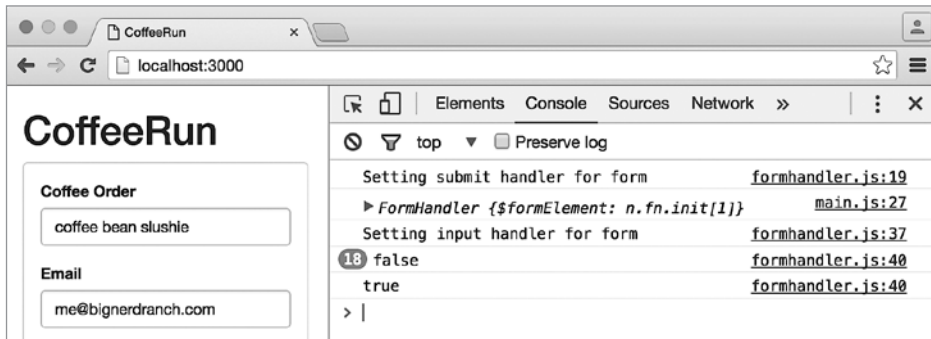 CoffeeRun ×
localhost:3000
CoffeeRun
Coffee Order
coffee bean slushie
Email
me@bignerdranch.com
Elements Console Sources Network »
top ▼ Preserve log
Setting submit handler for form formhandler.js:19
▶ FormHandler {$formElement: n.fn.init[1]} main.js:27
Setting input handler for form formhandler.js:37
18 false formhandler.js:40
true formhandler.js:40
>